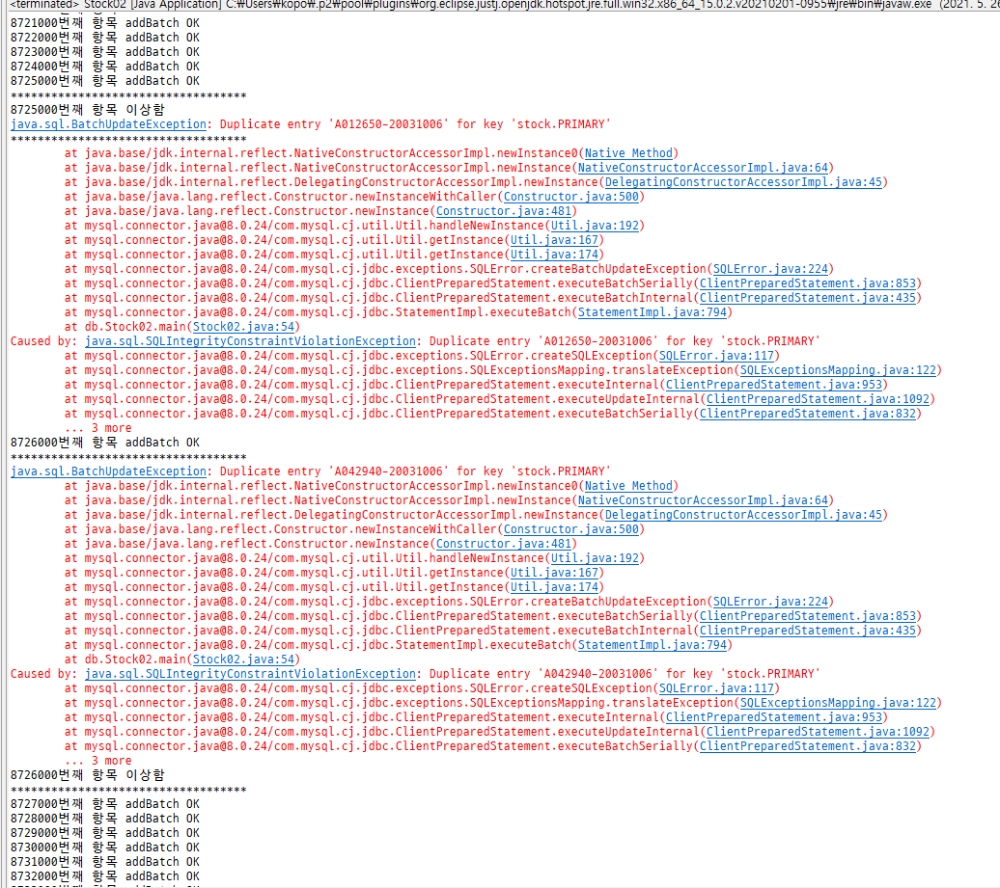 <terminated> Stock02 [Java Application] C:₩Users₩kopo₩.p2₩pool₩plugins₩org.eclipse.justj.openjdk.hotspot.jre.full.win32.x86_64_15.0.2.v20210201-0955₩jre₩bin₩javaw.exe (2021. 5. 26
8721000번째 항목 addBatch OK
8722000번째 항목 addBatch OK
8723000번째 항목 addBatch OK
8724000번째 항목 addBatch OK
8725000번째 항목 addBatch OK
***********************************
8725000번째 항목 이상함
java.sql.BatchUpdateException: Duplicate entry 'A012650-20031006' for key 'stock.PRIMARY'
***********************************
at java.base/jdk.internal.reflect.NativeConstructorAccessorImpl.newInstance0(Native Method)
at java.base/jdk.internal.reflect.NativeConstructorAccessorImpl.newInstance(NativeConstructorAccessorImpl.java:64)
at java.base/jdk.internal.reflect.DelegatingConstructorAccessorImpl.newInstance(DelegatingConstructorAccessorImpl.java:45)
at java.base/java.lang.reflect.Constructor.newInstanceWithCaller(Constructor.java:500)
at java.base/java.lang.reflect.Constructor.newInstance(Constructor.java:481)
at mysql.connector.java@8.0.24/com.mysql.cj.util.Util.handleNewInstance(Util.java:192)
at mysql.connector.java@8.0.24/com.mysql.cj.util.Util.getInstance(Util.java:167)
at mysql.connector.java@8.0.24/com.mysql.cj.util.Util.getInstance(Util.java:174)
at mysql.connector.java@8.0.24/com.mysql.cj.jdbc.exceptions.SQLError.createBatchUpdateException(SQLError.java:224)
at mysql.connector.java@8.0.24/com.mysql.cj.jdbc.ClientPreparedStatement.executeBatchSerially(ClientPreparedStatement.java:853)
at mysql.connector.java@8.0.24/com.mysql.cj.jdbc.ClientPreparedStatement.executeBatchInternal(ClientPreparedStatement.java:435)
at mysql.connector.java@8.0.24/com.mysql.cj.jdbc.StatementImpl.executeBatch(StatementImpl.java:794)
at db.Stock02.main(Stock02.java:54)
Caused by: java.sql.SQLIntegrityConstraintViolationException: Duplicate entry 'A012650-20031006' for key 'stock.PRIMARY'
at mysql.connector.java@8.0.24/com.mysql.cj.jdbc.exceptions.SQLError.createSQLException(SQLError.java:117)
at mysql.connector.java@8.0.24/com.mysql.cj.jdbc.exceptions.SQLExceptionsMapping.translateException(SQLExceptionsMapping.java:122)
at mysql.connector.java@8.0.24/com.mysql.cj.jdbc.ClientPreparedStatement.executeInternal(ClientPreparedStatement.java:953)
at mysql.connector.java@8.0.24/com.mysql.cj.jdbc.ClientPreparedStatement.executeUpdateInternal(ClientPreparedStatement.java:1092)
at mysql.connector.java@8.0.24/com.mysql.cj.jdbc.ClientPreparedStatement.executeBatchSerially(ClientPreparedStatement.java:832)
... 3 more
8726000번째 항목 addBatch OK
***********************************
java.sql.BatchUpdateException: Duplicate entry 'A042940-20031006' for key 'stock.PRIMARY'
at java.base/jdk.internal.reflect.NativeConstructorAccessorImpl.newInstance0(Native Method)
at java.base/jdk.internal.reflect.NativeConstructorAccessorImpl.newInstance(NativeConstructorAccessorImpl.java:64)
at java.base/jdk.internal.reflect.DelegatingConstructorAccessorImpl.newInstance(DelegatingConstructorAccessorImpl.java:45)
at java.base/java.lang.reflect.Constructor.newInstanceWithCaller(Constructor.java:500)
at java.base/java.lang.reflect.Constructor.newInstance(Constructor.java:481)
at mysql.connector.java@8.0.24/com.mysql.cj.util.Util.handleNewInstance(Util.java:192)
at mysql.connector.java@8.0.24/com.mysql.cj.util.Util.getInstance(Util.java:167)
at mysql.connector.java@8.0.24/com.mysql.cj.util.Util.getInstance(Util.java:174)
at mysql.connector.java@8.0.24/com.mysql.cj.jdbc.exceptions.SQLError.createBatchUpdateException(SQLError.java:224)
at mysql.connector.java@8.0.24/com.mysql.cj.jdbc.ClientPreparedStatement.executeBatchSerially(ClientPreparedStatement.java:853)
at mysql.connector.java@8.0.24/com.mysql.cj.jdbc.ClientPreparedStatement.executeBatchInternal(ClientPreparedStatement.java:435)
at mysql.connector.java@8.0.24/com.mysql.cj.jdbc.StatementImpl.executeBatch(StatementImpl.java:794)
at db.Stock02.main(Stock02.java:54)
Caused by: java.sql.SQLIntegrityConstraintViolationException: Duplicate entry 'A042940-20031006' for key 'stock.PRIMARY'
at mysql.connector.java@8.0.24/com.mysql.cj.jdbc.exceptions.SQLError.createSQLException(SQLError.java:117)
at mysql.connector.java@8.0.24/com.mysql.cj.jdbc.exceptions.SQLExceptionsMapping.translateException(SQLExceptionsMapping.java:122)
at mysql.connector.java@8.0.24/com.mysql.cj.jdbc.ClientPreparedStatement.executeInternal(ClientPreparedStatement.java:953)
at mysql.connector.java@8.0.24/com.mysql.cj.jdbc.ClientPreparedStatement.executeUpdateInternal(ClientPreparedStatement.java:1092)
at mysql.connector.java@8.0.24/com.mysql.cj.jdbc.ClientPreparedStatement.executeBatchSerially(ClientPreparedStatement.java:832)
... 3 more
8726000번째 항목 이상함
***********************************
8727000번째 항목 addBatch OK
8728000번째 항목 addBatch OK
8729000번째 항목 addBatch OK
8730000번째 항목 addBatch OK
8731000번째 항목 addBatch OK
8732000번째 항목 addBatch OK